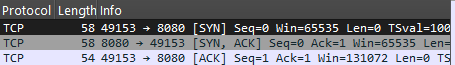 Protocol Length Info
TCP 58 49153 → 8080 [SYN] Seq=0 Win=65535 Len=0 TSval=100
TCP 58 8080 → 49153 [SYN, ACK] Seq=0 Ack=1 Win=65535 Len=
TCP 54 49153 → 8080 [ACK] Seq=1 Ack=1 Win=131072 Len=0 TS